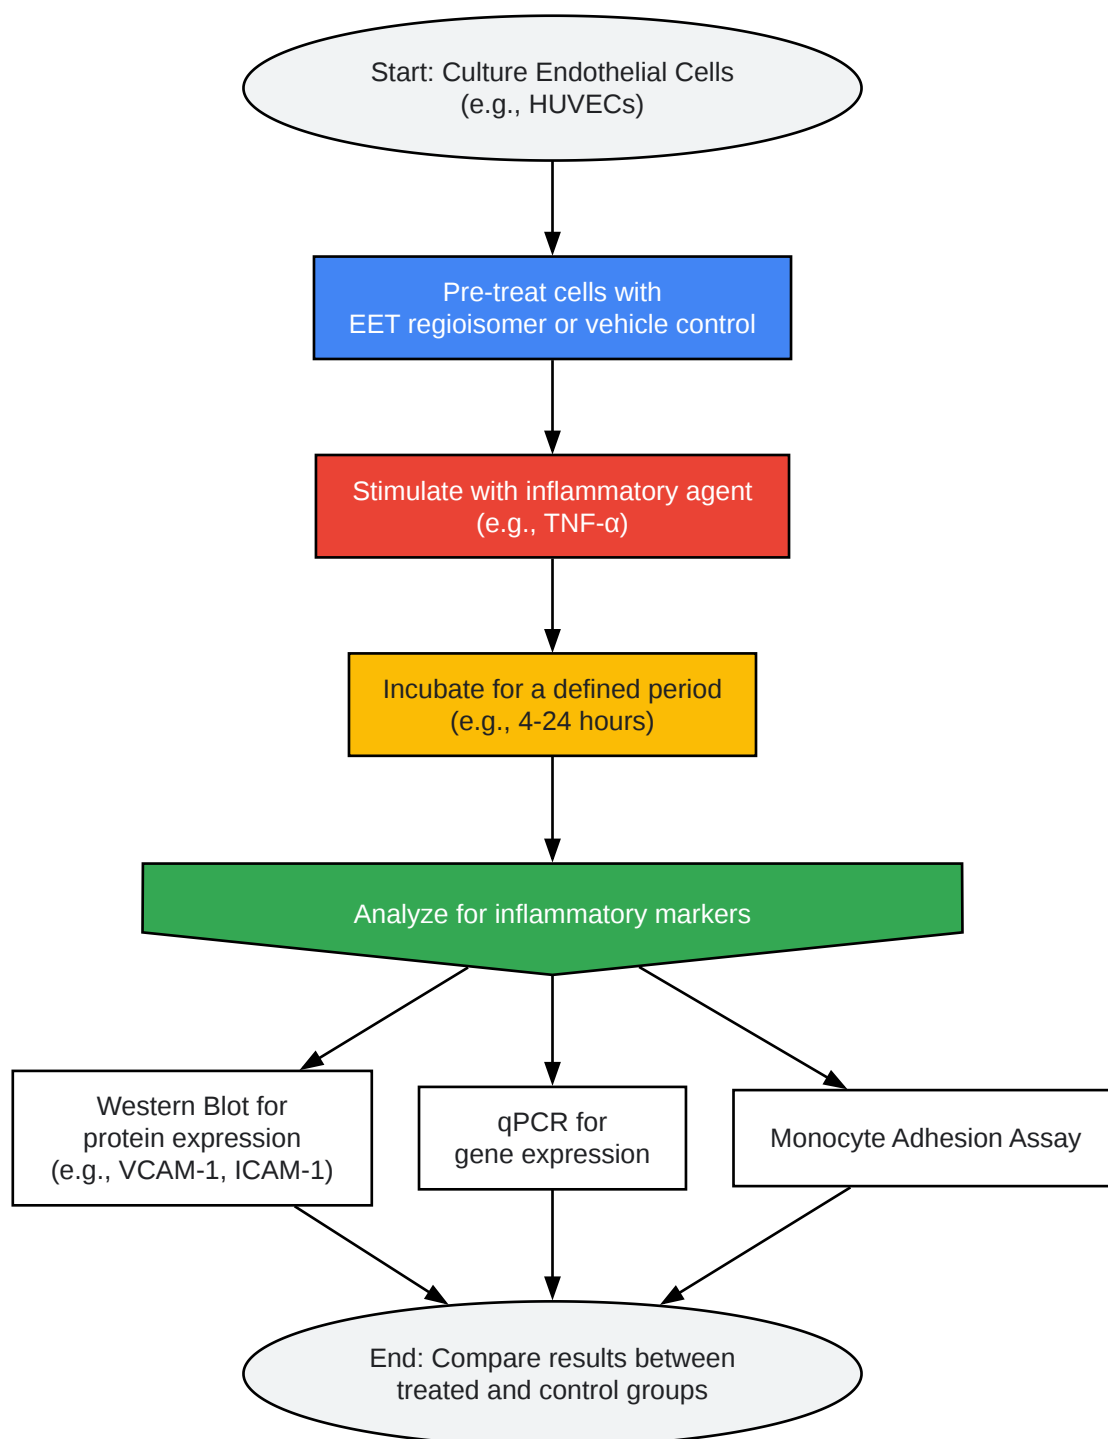 Start: Culture Endothelial Cells
(e.g., HUVECs)
Pre-treat cells with
EET regioisomer or vehicle control
Stimulate with inflammatory agent
(e.g., TNF-α)
Incubate for a defined period
(e.g., 4-24 hours)
Analyze for inflammatory markers
Western Blot for
protein expression
(e.g., VCAM-1, ICAM-1)
qPCR for
gene expression
Monocyte Adhesion Assay
End: Compare results between
treated and control groups